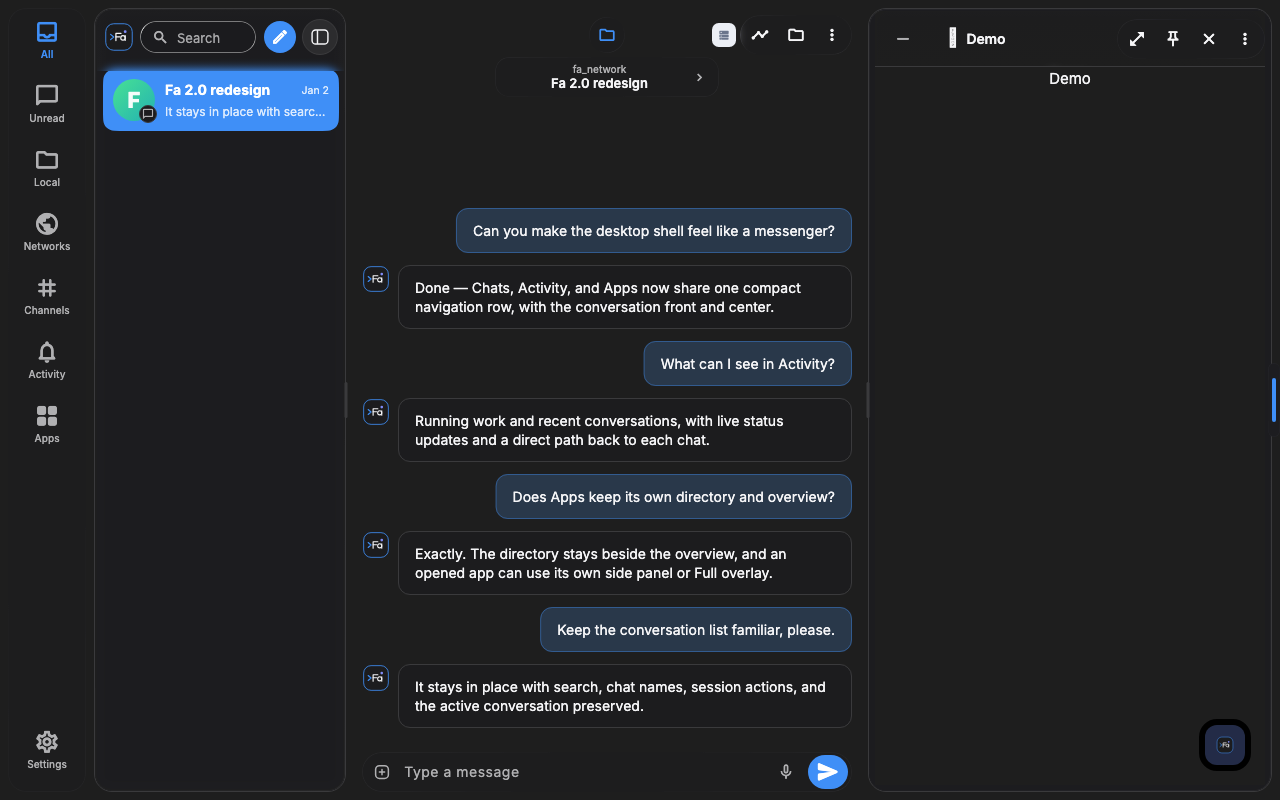 All
Unread
Local
Networks
Channels
Activity
Apps
Settings
>Fa
Search
F
Fa 2.0 redesign
Jan 2
It stays in place with searc...
fa_network
Fa 2.0 redesign
Can you make the desktop shell feel like a messenger?
>Fa
Done — Chats, Activity, and Apps now share one compact
navigation row, with the conversation front and center.
What can I see in Activity?
>Fa
Running work and recent conversations, with live status
updates and a direct path back to each chat.
Does Apps keep its own directory and overview?
>Fa
Exactly. The directory stays beside the overview, and an
opened app can use its own side panel or Full overlay.
Keep the conversation list familiar, please.
>Fa
It stays in place with search, chat names, session actions, and
the active conversation preserved.
Type a message
Demo
Demo
>Fa